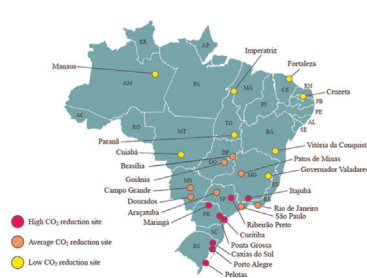 RR
AP
Imperatriz
Fortaleza
Manaus
AM
PA
MA
CE
RN
Cruzeta
PB
PI
PE
AC
AL
TO
SE
RO
BA
MT
Paranã
Vitória da Conquista
Cuiabá
DF
Patos de Minas
Brasília
GO
Governador Valadares
Goiânia
MG
MS
ES
Campo Grande
Itajubá
Dourados
SP
RJ
Rio de Janeiro
Araçatuba
São Paulo
Maringá
PR
Ribeirão Preto
Curitiba
SC
Ponta Grossa
RS
Caxias do Sul
Porto Alegre
Pelotas
High CO₂ reduction site
Average CO₂ reduction site
Low CO₂ reduction site